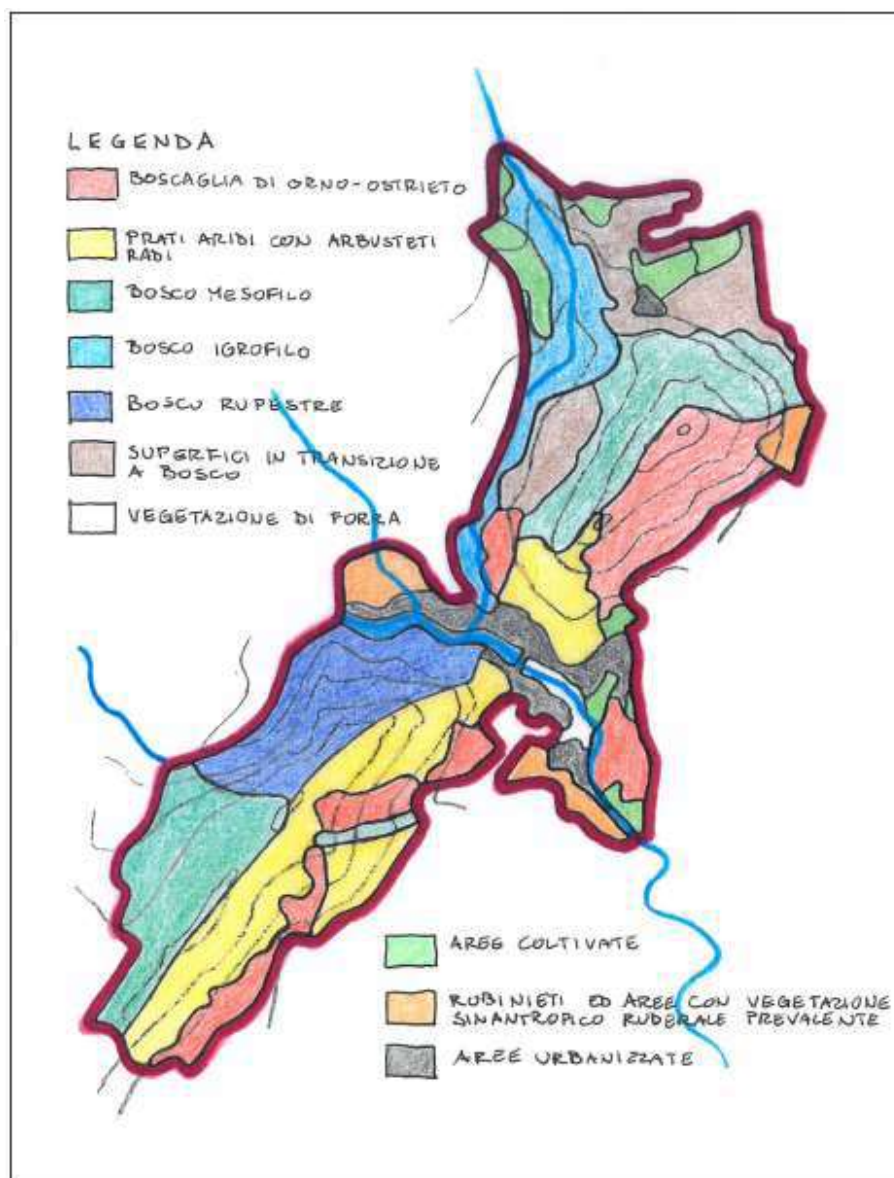 LEGENDA
BOSCAGLIA DI ORNO-OSTRIETO
PRATI ARIDI CON ARBUSTETI
RADI
BOSCO MESOFILO
BOSCO IGROFILO
BOSCO RUPESTRE
SUPERFICI IN TRANSIZIONE
A BOSCO
VEGETAZIONE DI FORRA
AREE COLTIVATE
RUBINIETI ED AREE CON VEGETAZIONE
SINANTROPICO RUDERALE PREVALENTE
AREE URBANIZZATE